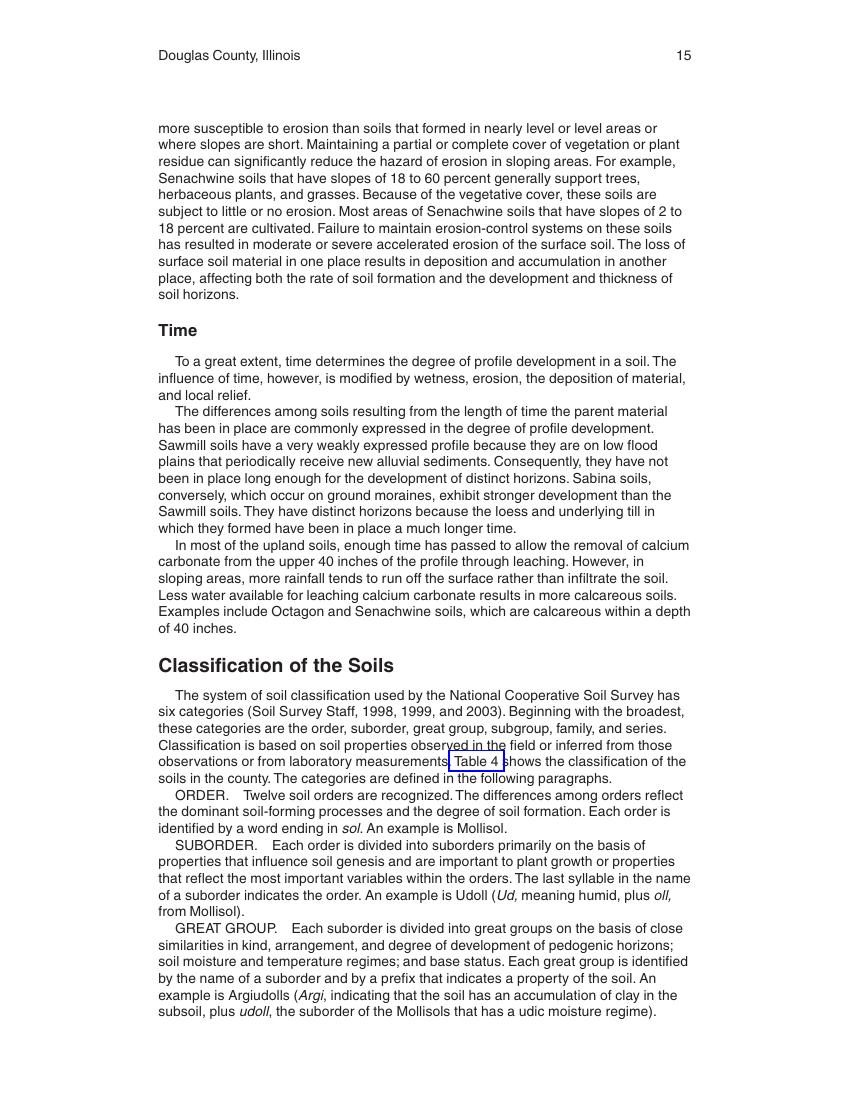 Douglas County, Illinois 15
more susceptible to erosion than soils that formed in nearly level or level areas or
where slopes are short. Maintaining a partial or complete cover of vegetation or plant
residue can significantly reduce the hazard of erosion in sloping areas. For example,
Senachwine soils that have slopes of 18 to 60 percent generally support trees,
herbaceous plants, and grasses. Because of the vegetative cover, these soils are
subject to little or no erosion. Most areas of Senachwine soils that have slopes of 2 to
18 percent are cultivated. Failure to maintain erosion-control systems on these soils
has resulted in moderate or severe accelerated erosion of the surface soil. The loss of
surface soil material in one place results in deposition and accumulation in another
place, affecting both the rate of soil formation and the development and thickness of
soil horizons.
Time
To a great extent, time determines the degree of profile development in a soil. The
influence of time, however, is modified by wetness, erosion, the deposition of material,
and local relief.
The differences among soils resulting from the length of time the parent material
has been in place are commonly expressed in the degree of profile development.
Sawmill soils have a very weakly expressed profile because they are on low flood
plains that periodically receive new alluvial sediments. Consequently, they have not
been in place long enough for the development of distinct horizons. Sabina soils,
conversely, which occur on ground moraines, exhibit stronger development than the
Sawmill soils. They have distinct horizons because the loess and underlying till in
which they formed have been in place a much longer time.
In most of the upland soils, enough time has passed to allow the removal of calcium
carbonate from the upper 40 inches of the profile through leaching. However, in
sloping areas, more rainfall tends to run off the surface rather than infiltrate the soil.
Less water available for leaching calcium carbonate results in more calcareous soils.
Examples include Octagon and Senachwine soils, which are calcareous within a depth
of 40 inches.
Classification of the Soils
The system of soil classification used by the National Cooperative Soil Survey has
six categories (Soil Survey Staff, 1998, 1999, and 2003). Beginning with the broadest,
these categories are the order, suborder, great group, subgroup, family, and series.
Classification is based on soil properties observed in the field or inferred from those
observations or from laboratory measurements. Table 4 shows the classification of the
soils in the county. The categories are defined in the following paragraphs.
ORDER. Twelve soil orders are recognized. The differences among orders reflect
the dominant soil-forming processes and the degree of soil formation. Each order is
identified by a word ending in sol. An example is Mollisol.
SUBORDER. Each order is divided into suborders primarily on the basis of
properties that influence soil genesis and are important to plant growth or properties
that reflect the most important variables within the orders. The last syllable in the name
of a suborder indicates the order. An example is Udoll (Ud, meaning humid, plus oll,
from Mollisol).
GREAT GROUP. Each suborder is divided into great groups on the basis of close
similarities in kind, arrangement, and degree of development of pedogenic horizons;
soil moisture and temperature regimes; and base status. Each great group is identified
by the name of a suborder and by a prefix that indicates a property of the soil. An
example is Argiudolls (Argi, indicating that the soil has an accumulation of clay in the
subsoil, plus udoll, the suborder of the Mollisols that has a udic moisture regime).